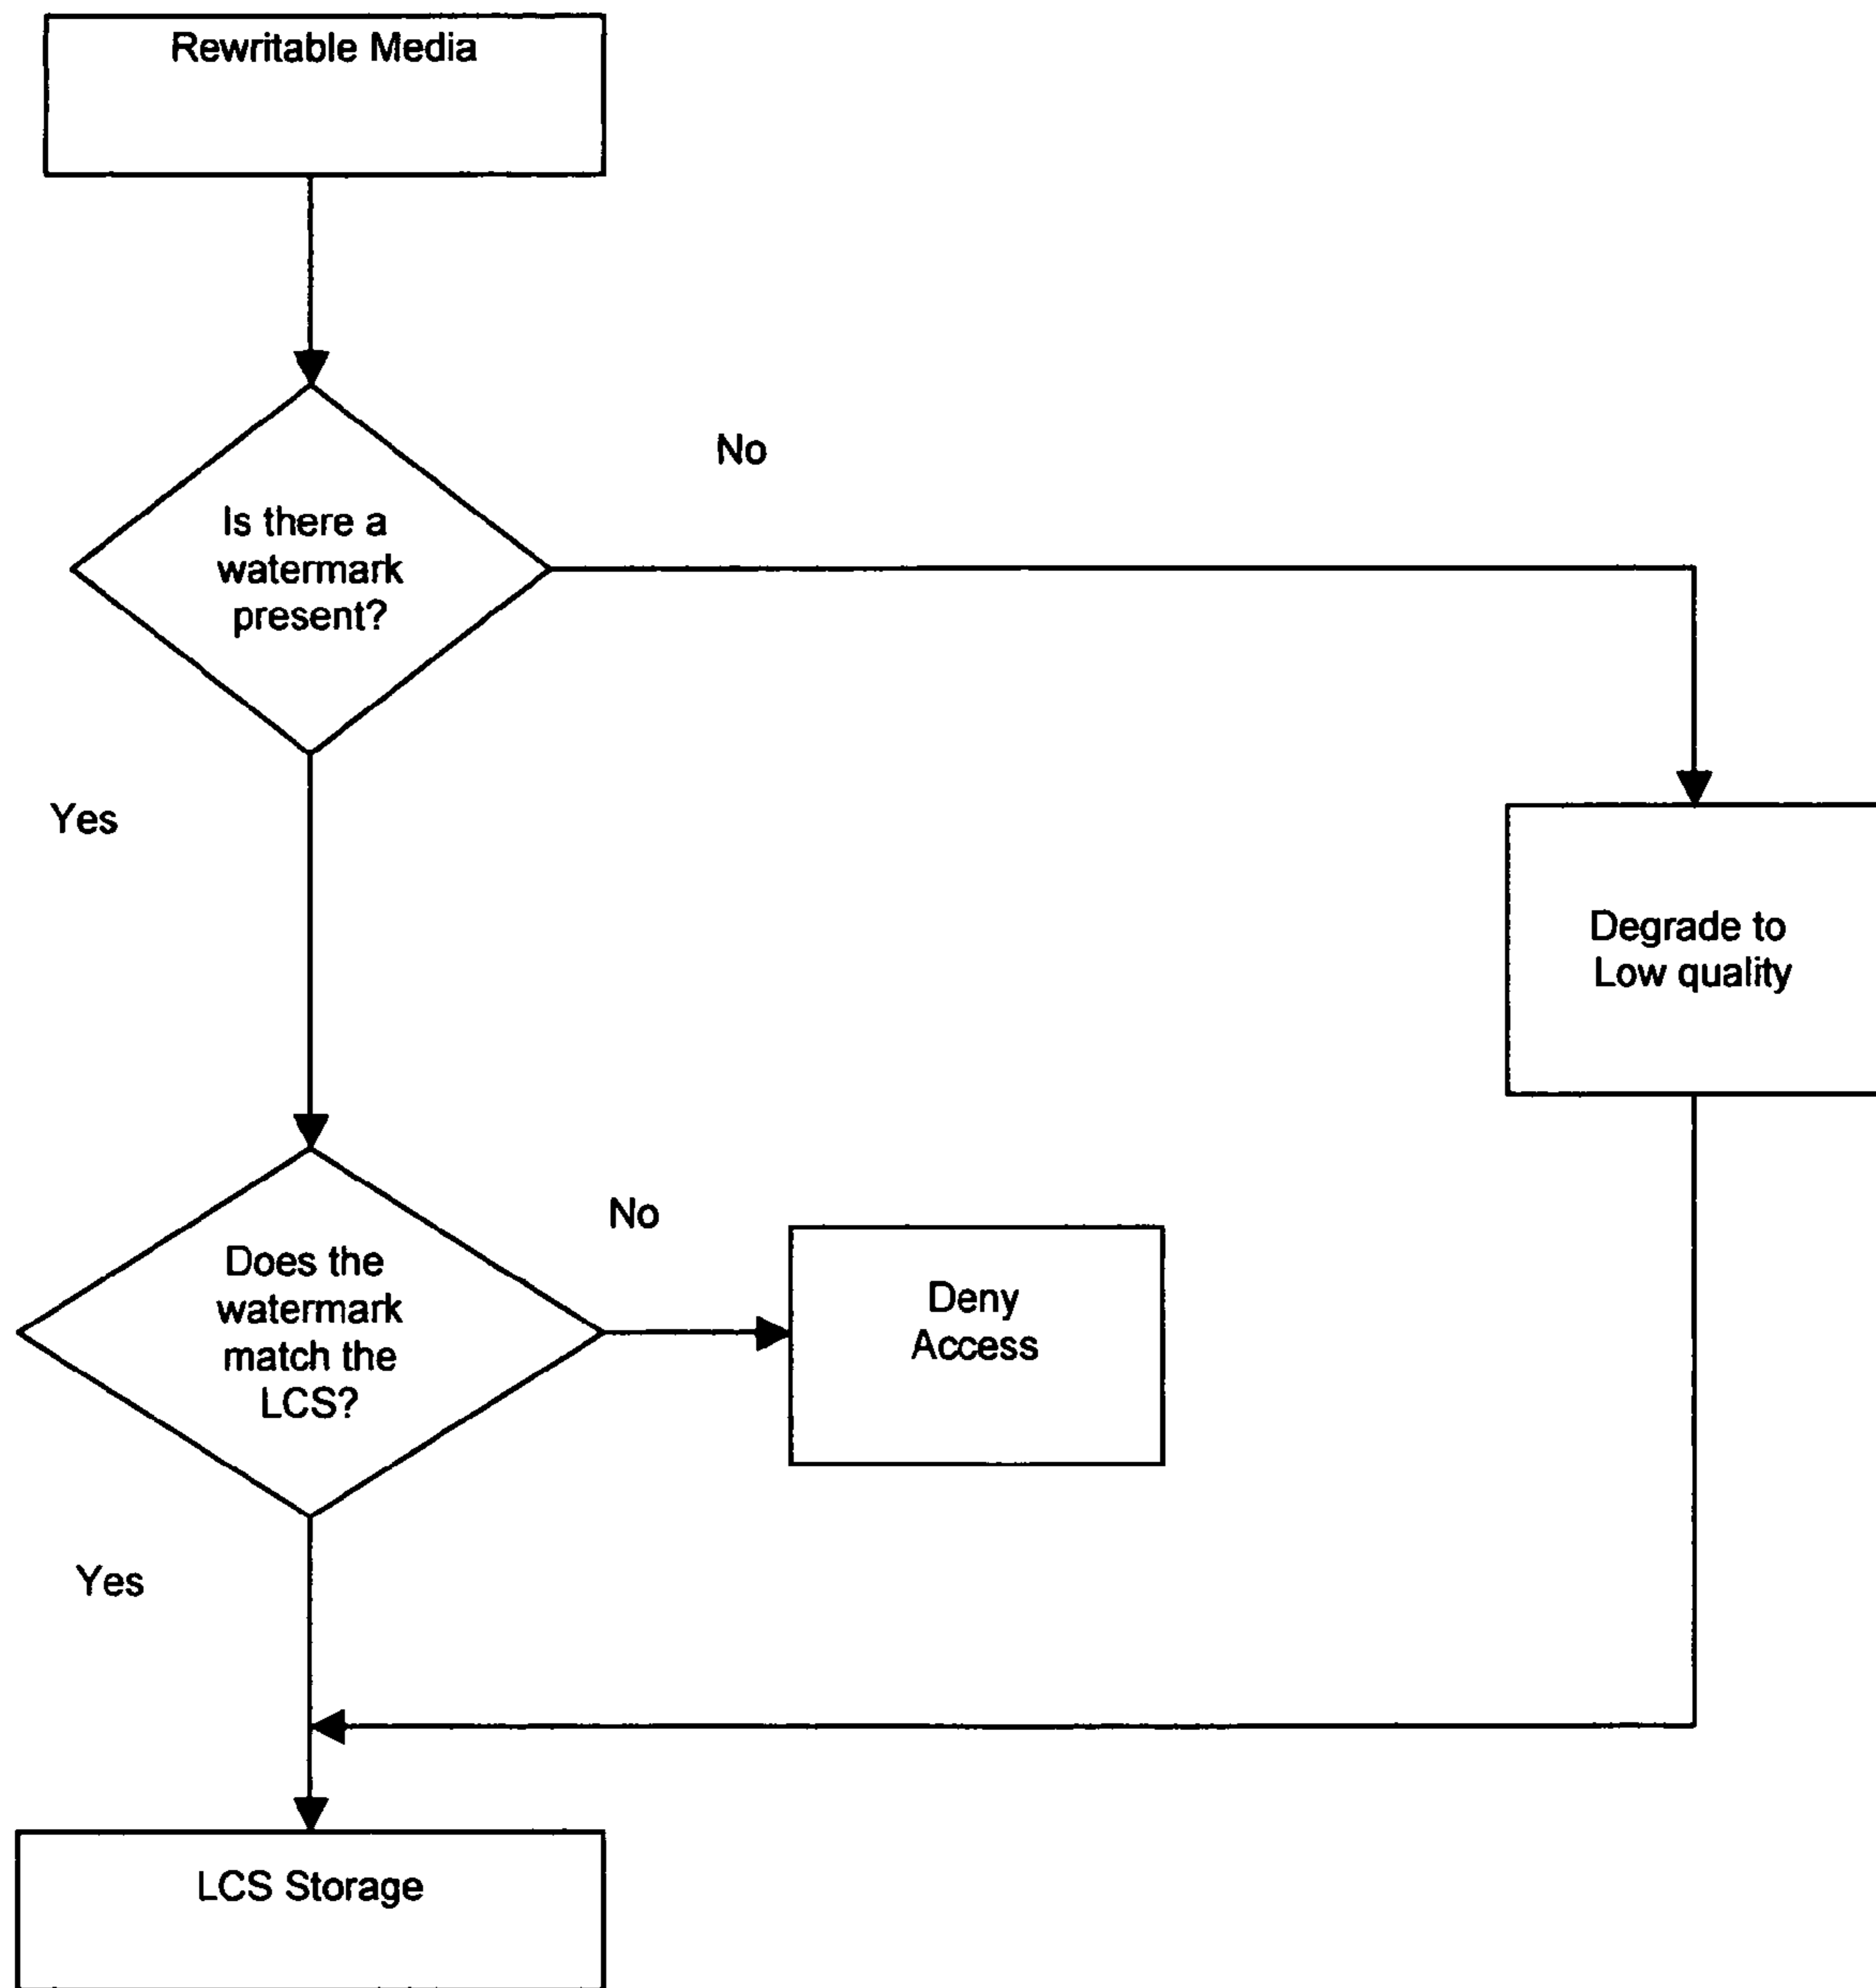 Rewritable Media
No
Is there a
watermark
present?
Yes
Degrade to
Low quality
No
Does the
watermark
match the
LCS?
Deny
Access
Yes
LCS Storage